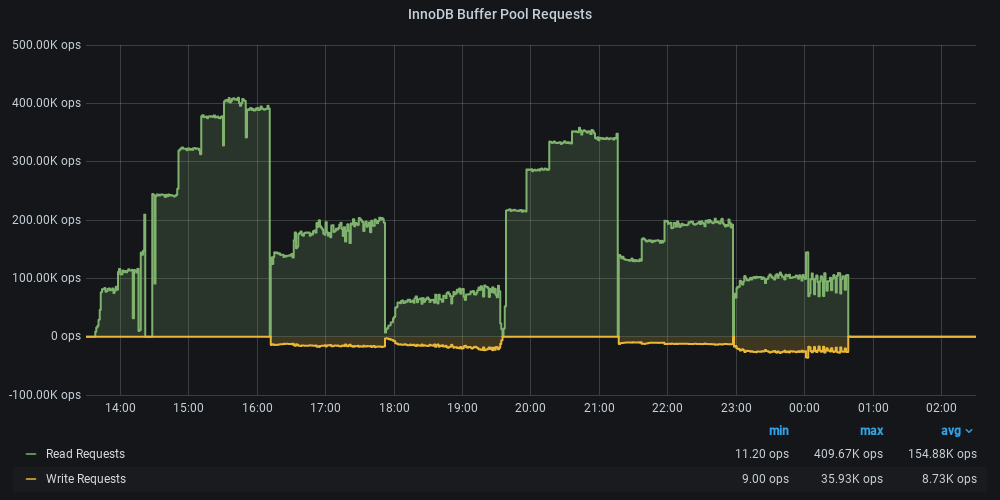 InnoDB Buffer Pool Requests
500.00K ops
400.00K ops
300.00K ops
200.00K ops
100.00K ops
0 ops
-100.00K ops
14:00 15:00 16:00 17:00 18:00 19:00 20:00 21:00 22:00 23:00 00:00 01:00 02:00
min max avg
Read Requests 11.20 ops 409.67K ops 154.88K ops
Write Requests 9.00 ops 35.93K ops 8.73K ops